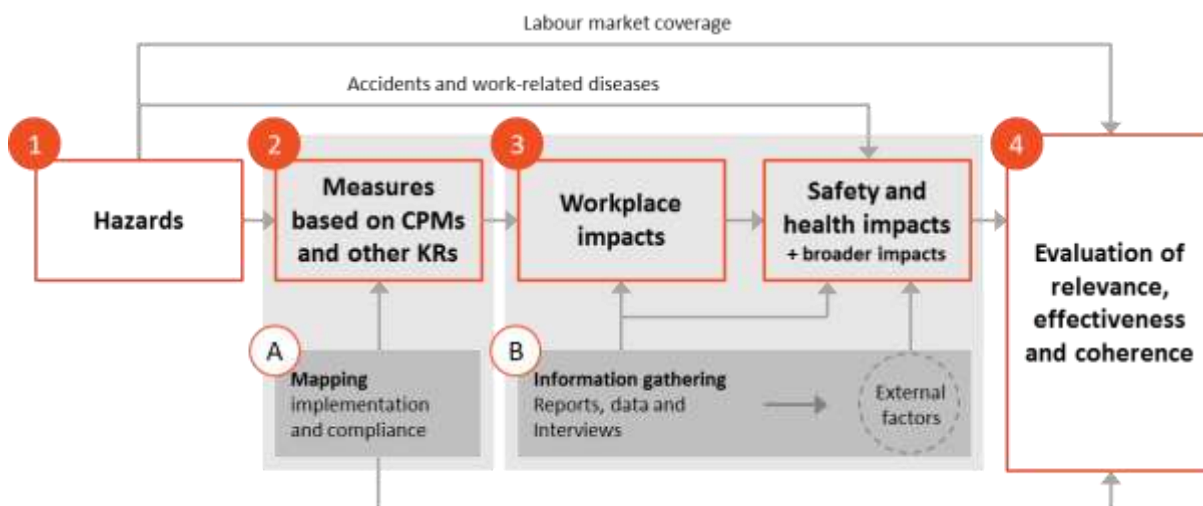 Labour market coverage
Accidents and work-related diseases
1
Hazards
2
Measures
based on CPMs
and other KRs
3
Workplace
impacts
Safety and
health impacts
+ broader impacts
4
Evaluation of
relevance,
effectiveness
and coherence
A
Mapping
implementation
and compliance
B
Information gathering
Reports, data and
Interviews
External
factors